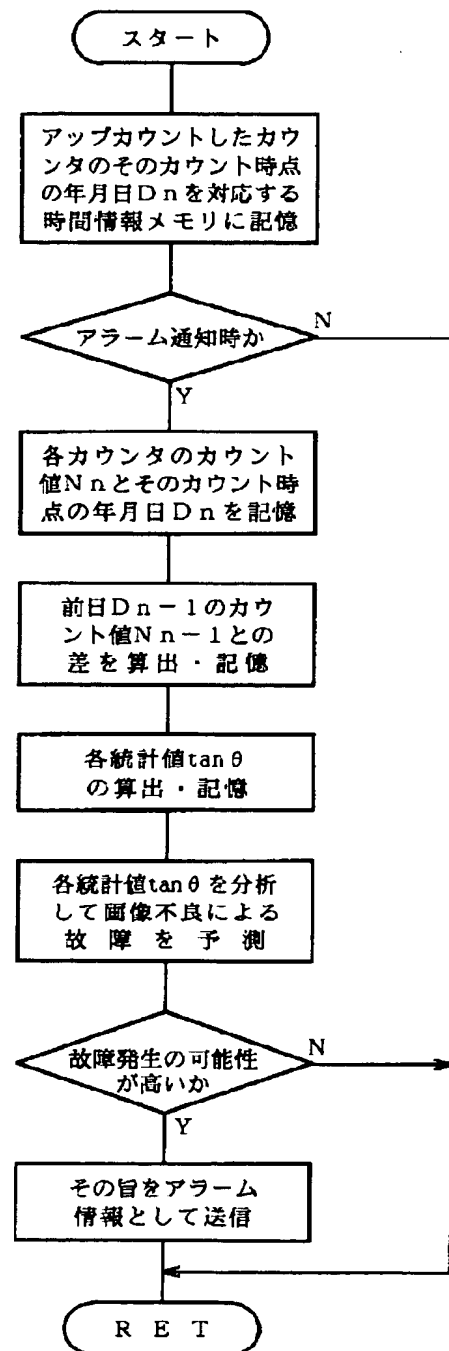 スタート
アップカウントしたカウ
ンタのそのカウント時点
の年月日Dnを対応する
時間情報メモリに記憶
アラーム通知時か
N
Y
各カウンタのカウント
値Nnとそのカウント時
点の年月日Dnを記憶
前日Dn-1のカウ
ント値Nn-1との
差を算出・記憶
各統計値tanθ
の算出・記憶
各統計値tanθを分析
して画像不良による
故障を予測
故障発生の可能性
が高いか
N
Y
その旨をアラーム
情報として送信
RET